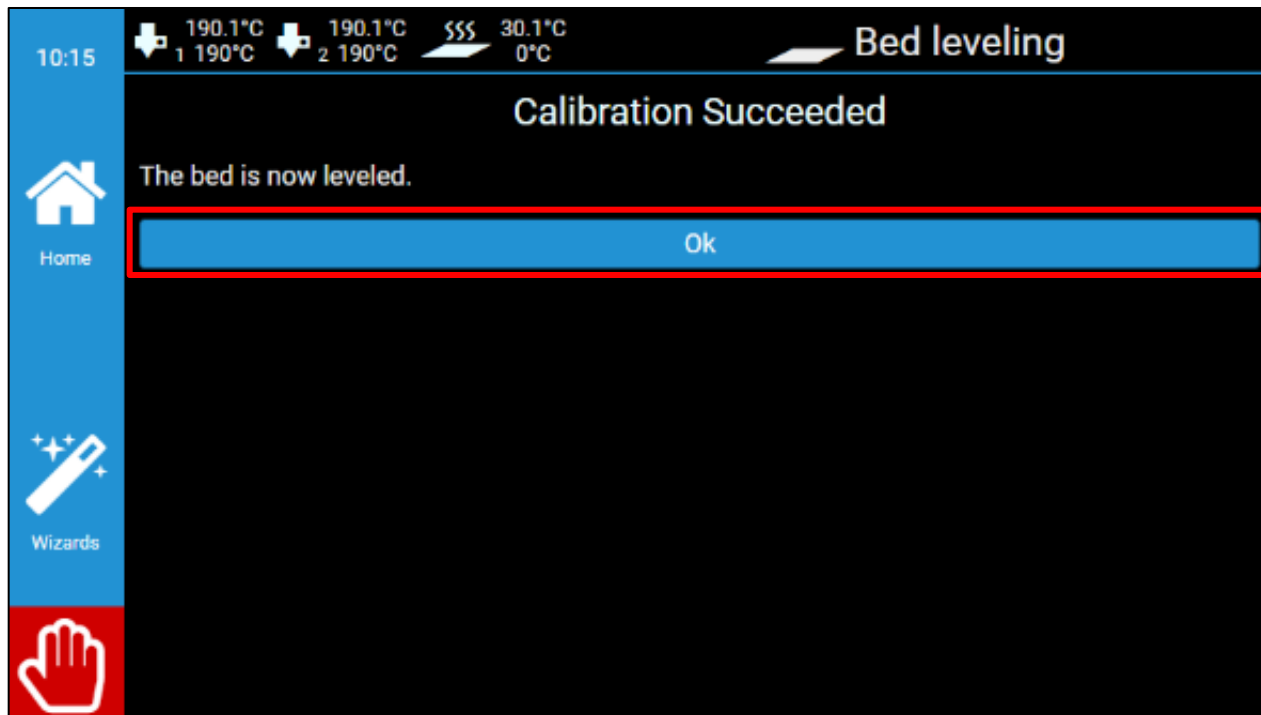 10:15
190.1°C 190.1°C 30.1°C
1 190°C 2 190°C 0°C
Bed leveling
Calibration Succeeded
The bed is now leveled.
Ok
Home
Wizards